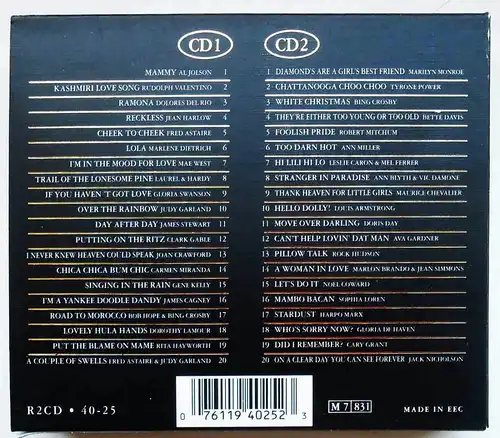 CD1
MAMMY AL JOLSON 1
KASHMIRI LOVE SONG RUDOLPH VALENTINO 2
RAMONA DOLORES DEL RIO 3
RECKLESS JEAN HARLOW 4
CHEEK TO CHEEK FRED ASTAIRE 5
LOLA MARLENE DIETRICH 6
I'M IN THE MOOD FOR LOVE MAE WEST 7
TRAIL OF THE LONESOME PINE LAUREL & HARDY 8
IF YOU HAVEN'T GOT LOVE GLORIA SWANSON 9
OVER THE RAINBOW JUDY GARLAND 10
DAY AFTER DAY JAMES STEWART 11
PUTTING ON THE RITZ CLARK GABLE 12
I NEVER KNEW HEAVEN COULD SPEAK JOAN CRAWFORD 13
CHICA CHICA BUM CHIC CARMEN MIRANDA 14
SINGING IN THE RAIN GENE KELLY 15
I'M A YANKEE DOODLE DANDY JAMES CAGNEY 16
ROAD TO MOROCCO BOB HOPE & BING CROSBY 17
LOVELY HULA HANDS DOROTHY LAMOUR 18
PUT THE BLAME ON MAME RITA HAYWORTH 19
A COUPLE OF SWELLS FRED ASTAIRE & JUDY GARLAND 20
CD2
1 DIAMOND'S ARE A GIRL'S BEST FRIEND MARILYN MONROE
2 CHATTANOOGA CHOO CHOO TYRONE POWER
3 WHITE CHRISTMAS BING CROSBY
4 THEY'RE EITHER TOO YOUNG OR TOO OLD BETTE DAVIS
5 FOOLISH PRIDE ROBERT MITCHUM
6 TOO DARN HOT ANN MILLER
7 HI LILI HI LO LESLIE CARON & MEL FERRER
8 STRANGER IN PARADISE ANN BLYTH & VIC DAMONE
9 THANK HEAVEN FOR LITTLE GIRLS MAURICE CHEVALIER
10 HELLO DOLLY! LOUIS ARMSTRONG
11 MOVE OVER DARLING DORIS DAY
12 CAN'T HELP LOVIN' DAT MAN AVA GARDNER
13 PILLOW TALK ROCK HUDSON
14 A WOMAN IN LOVE MARLON BRANDO & JEAN SIMMONS
15 LET'S DO IT NOEL COWARD
16 MAMBO BACAN SOPHIA LOREN
17 STARDUST HARPO MARX
18 WHO'S SORRY NOW? GLORIA DE HAVEN
19 DID I REMEMBER? CARY GRANT
20 ON A CLEAR DAY YOU CAN SEE FOREVER JACK NICHOLSON
R2CD • 40-25
0 76119 40252 3
M 7 831
MADE IN EEC